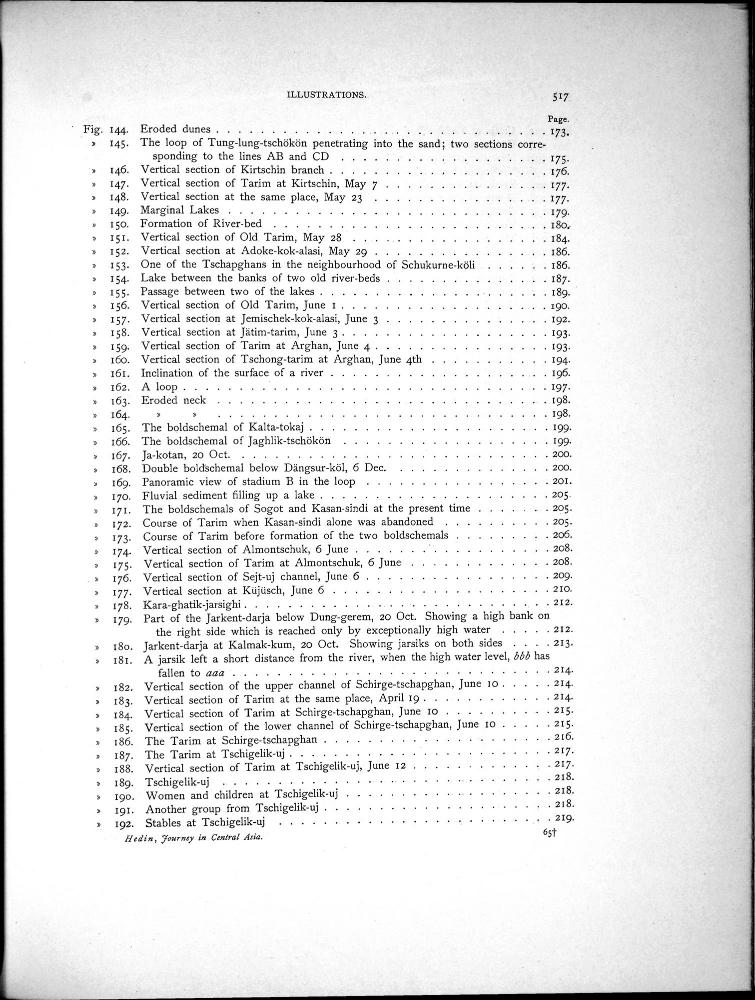 ILLUSTRATIONS. 517
Page.
Fig. 144. Eroded dunes . . . . . . . . . . . . . . . . . . . . . . 173.
» 145. The loop of Tung-lung-tschökön penetrating into the sand; two sections corre-
sponding to the lines AB and CD . . . . . . . . . . . . . . 175.
» 146. Vertical section of Kirtschin branch . . . . . . . . . . . . . . 176.
» 147. Vertical section of Tarim at Kirtschin, May 7 . . . . . . . . . . . . 177.
» 148. Vertical section at the same place, May 23 . . . . . . . . . . . . 177.
» 149. Marginal Lakes . . . . . . . . . . . . . . . . . . . . . 179.
» 150. Formation of River-bed . . . . . . . . . . . . . . . . . . 180.
» 151. Vertical section of Old Tarim, May 28 . . . . . . . . . . . . . 184.
» 152. Vertical section at Adoke-kok-alasi, May 29 . . . . . . . . . . . . 186.
» 153. One of the Tschapghans in the neighbourhood of Schukurne-köli . . . . . . 186.
» 154. Lake between the banks of two old river-beds . . . . . . . . . . . 187.
» 155. Passage between two of the lakes . . . . . . . . . . . . . . . 189.
» 156. Vertical section of Old Tarim, June 1 . . . . . . . . . . . . . . 190.
» 157. Vertical section at Jemischek-kok-alasi, June 3 . . . . . . . . . . . 192.
» 158. Vertical section at Jätim-tarim, June 3 . . . . . . . . . . . . . . 193.
» 159. Vertical section of Tarim at Arghan, June 4 . . . . . . . . . . . . 193.
» 160. Vertical section of Tschong-tarim at Arghan, June 4th . . . . . . . . . 194.
» 161. Inclination of the surface of a river . . . . . . . . . . . . . . . 196.
» 162. A loop . . . . . . . . . . . . . . . . . . . . . . . . 197.
» 163. Eroded neck . . . . . . . . . . . . . . . . . . . . . . 198.
» 164. » » . . . . . . . . . . . . . . . . . . . . . . 198.
» 165. The boldschemal of Kalta-tokaj . . . . . . . . . . . . . . . . 199.
» 166. The boldschemal of Jaghlik-tschökön . . . . . . . . . . . . . . 199.
» 167. Ja-kotan, 20 Oct. . . . . . . . . . . . . . . . . . . . . 200.
» 168. Double boldschemal below Dängsur-köl, 6 Dec. . . . . . . . . . . . 200.
» 169. Panoramic view of stadium B in the loop . . . . . . . . . . . . . 201.
» 170. Fluvial sediment filling up a lake . . . . . . . . . . . . . . . . 205.
» 171. The boldschemals of Sogot and Kasan-sindi at the present time . . . . . . . 205.
» 172. Course of Tarim when Kasan-sindi alone was abandoned . . . . . . . . . 205.
» 173. Course of Tarim before formation of the two boldschemals . . . . . . . . 206.
» 174. Vertical section of Almontschuk, 6 June . . . . . . . . . . . . . . 208.
» 175. Vertical section of Tarim at Almontschuk, 6 June . . . . . . . . . . . 208.
» 176. Vertical section of Sejt-uj channel, June 6 . . . . . . . . . . . . . 209.
» 177. Vertical section at Küjüsch, June 6 . . . . . . . . . . . . . . . 210.
» 178. Kara-ghatik-jarsighi . . . . . . . . . . . . . . . . . . . . . 212.
» 179. Part of the Jarkent-darja below Dung-gerem, 20 Oct. Showing a high bank on
the right side which is reached only by exceptionally high water . . . . . 212.
» 180. Jarkent-darja at Kalmak-kum, 20 Oct. Showing jarsiks on both sides . . . . 213.
» 181. A jarsik left a short distance from the river, when the high water level, bbb has
fallen to aaa . . . . . . . . . . . . . . . . . . . . . . 214.
» 182. Vertical section of the upper channel of Schirge-tschapghan, June 10 . . . . . 214.
» 183. Vertical section of Tarim at the same place, April 19 . . . . . . . . . . 214.
» 184. Vertical section of Tarim at Schirge-tschapghan, June 10 . . . . . . . . . 215.
» 185. Vertical section of the lower channel of Schirge-tschapghan, June 10 . . . . . 215.
» 186. The Tarim at Schirge-tschapghan . . . . . . . . . . . . . . . . 216.
» 187. The Tarim at Tschigelik-uj . . . . . . . . . . . . . . . . . . 217.
» 188. Vertical section of Tarim at Tschigelik-uj, June 12 . . . . . . . . . . . 217.
» 189. Tschigelik-uj . . . . . . . . . . . . . . . . . . . . . . 218.
» 190. Women and children at Tschigelik-uj . . . . . . . . . . . . . . . 218.
» 191. Another group from Tschigelik-uj . . . . . . . . . . . . . . . . 218.
» 192. Stables at Tschigelik-uj . . . . . . . . . . . . . . . . . . . 219.
Hedin, Journey in Central Asia. 65†